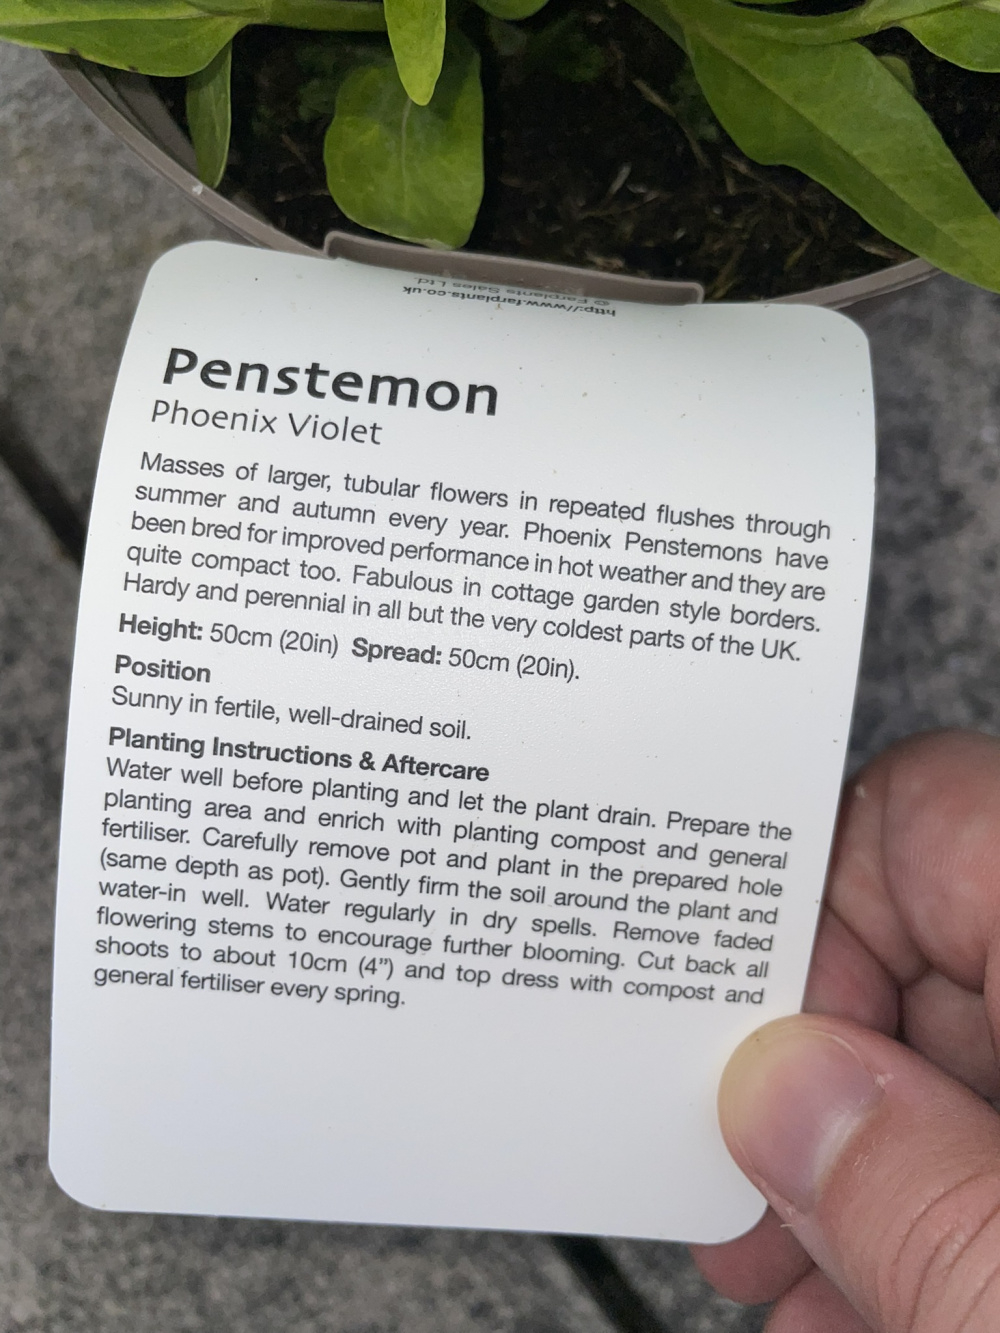 http://www.farplants.co.uk
© Farplants Sales Ltd.
Penstemon
Phoenix Violet
Masses of larger, tubular flowers in repeated flushes through
summer and autumn every year. Phoenix Penstemons have
been bred for improved performance in hot weather and they are
quite compact too. Fabulous in cottage garden style borders.
Hardy and perennial in all but the very coldest parts of the UK.
Height: 50cm (20in) Spread: 50cm (20in).
Position
Sunny in fertile, well-drained soil.
Planting Instructions & Aftercare
Water well before planting and let the plant drain. Prepare the
planting area and enrich with planting compost and general
fertiliser. Carefully remove pot and plant in the prepared hole
(same depth as pot). Gently firm the soil around the plant and
water-in well. Water regularly in dry spells. Remove faded
flowering stems to encourage further blooming. Cut back all
shoots to about 10cm (4”) and top dress with compost and
general fertiliser every spring.